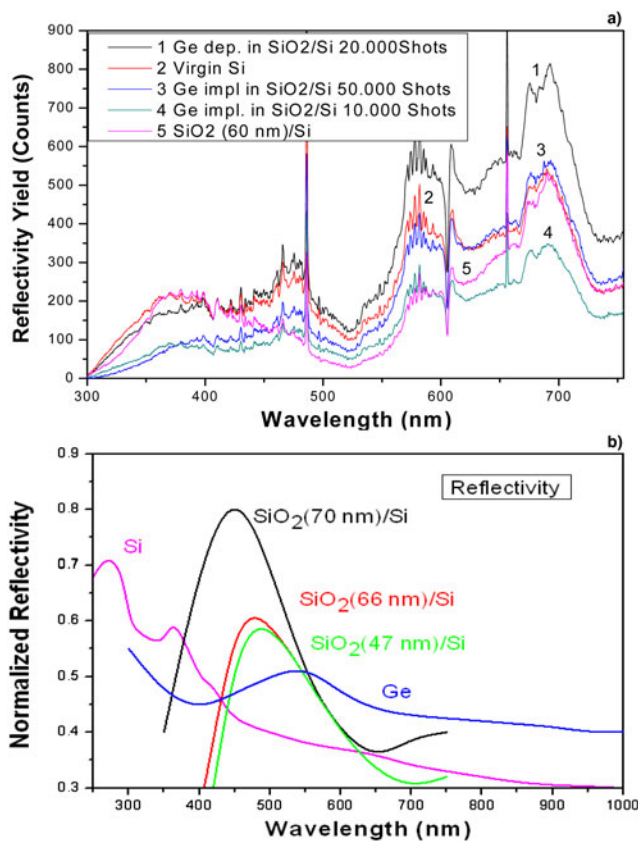 a)
1 Ge dep. in SiO2/Si 20.000Shots
2 Virgin Si
3 Ge impl in SiO2/Si 50.000 Shots
4 Ge impl. in SiO2/Si 10.000 Shots
5 SiO2 (60 nm)/Si
Reflectivity Yield (Counts)
900
800
700
600
500
400
300
200
100
0
1
2
3
4
5
300
400
500
600
700
Wavelength (nm)
b)
Reflectivity
Normalized Reflectivity
0.9
0.8
0.7
0.6
0.5
0.4
0.3
SiO₂(70 nm)/Si
Si
SiO₂(66 nm)/Si
SiO₂(47 nm)/Si
Ge
300
400
500
600
700
800
900
1000
Wavelength (nm)